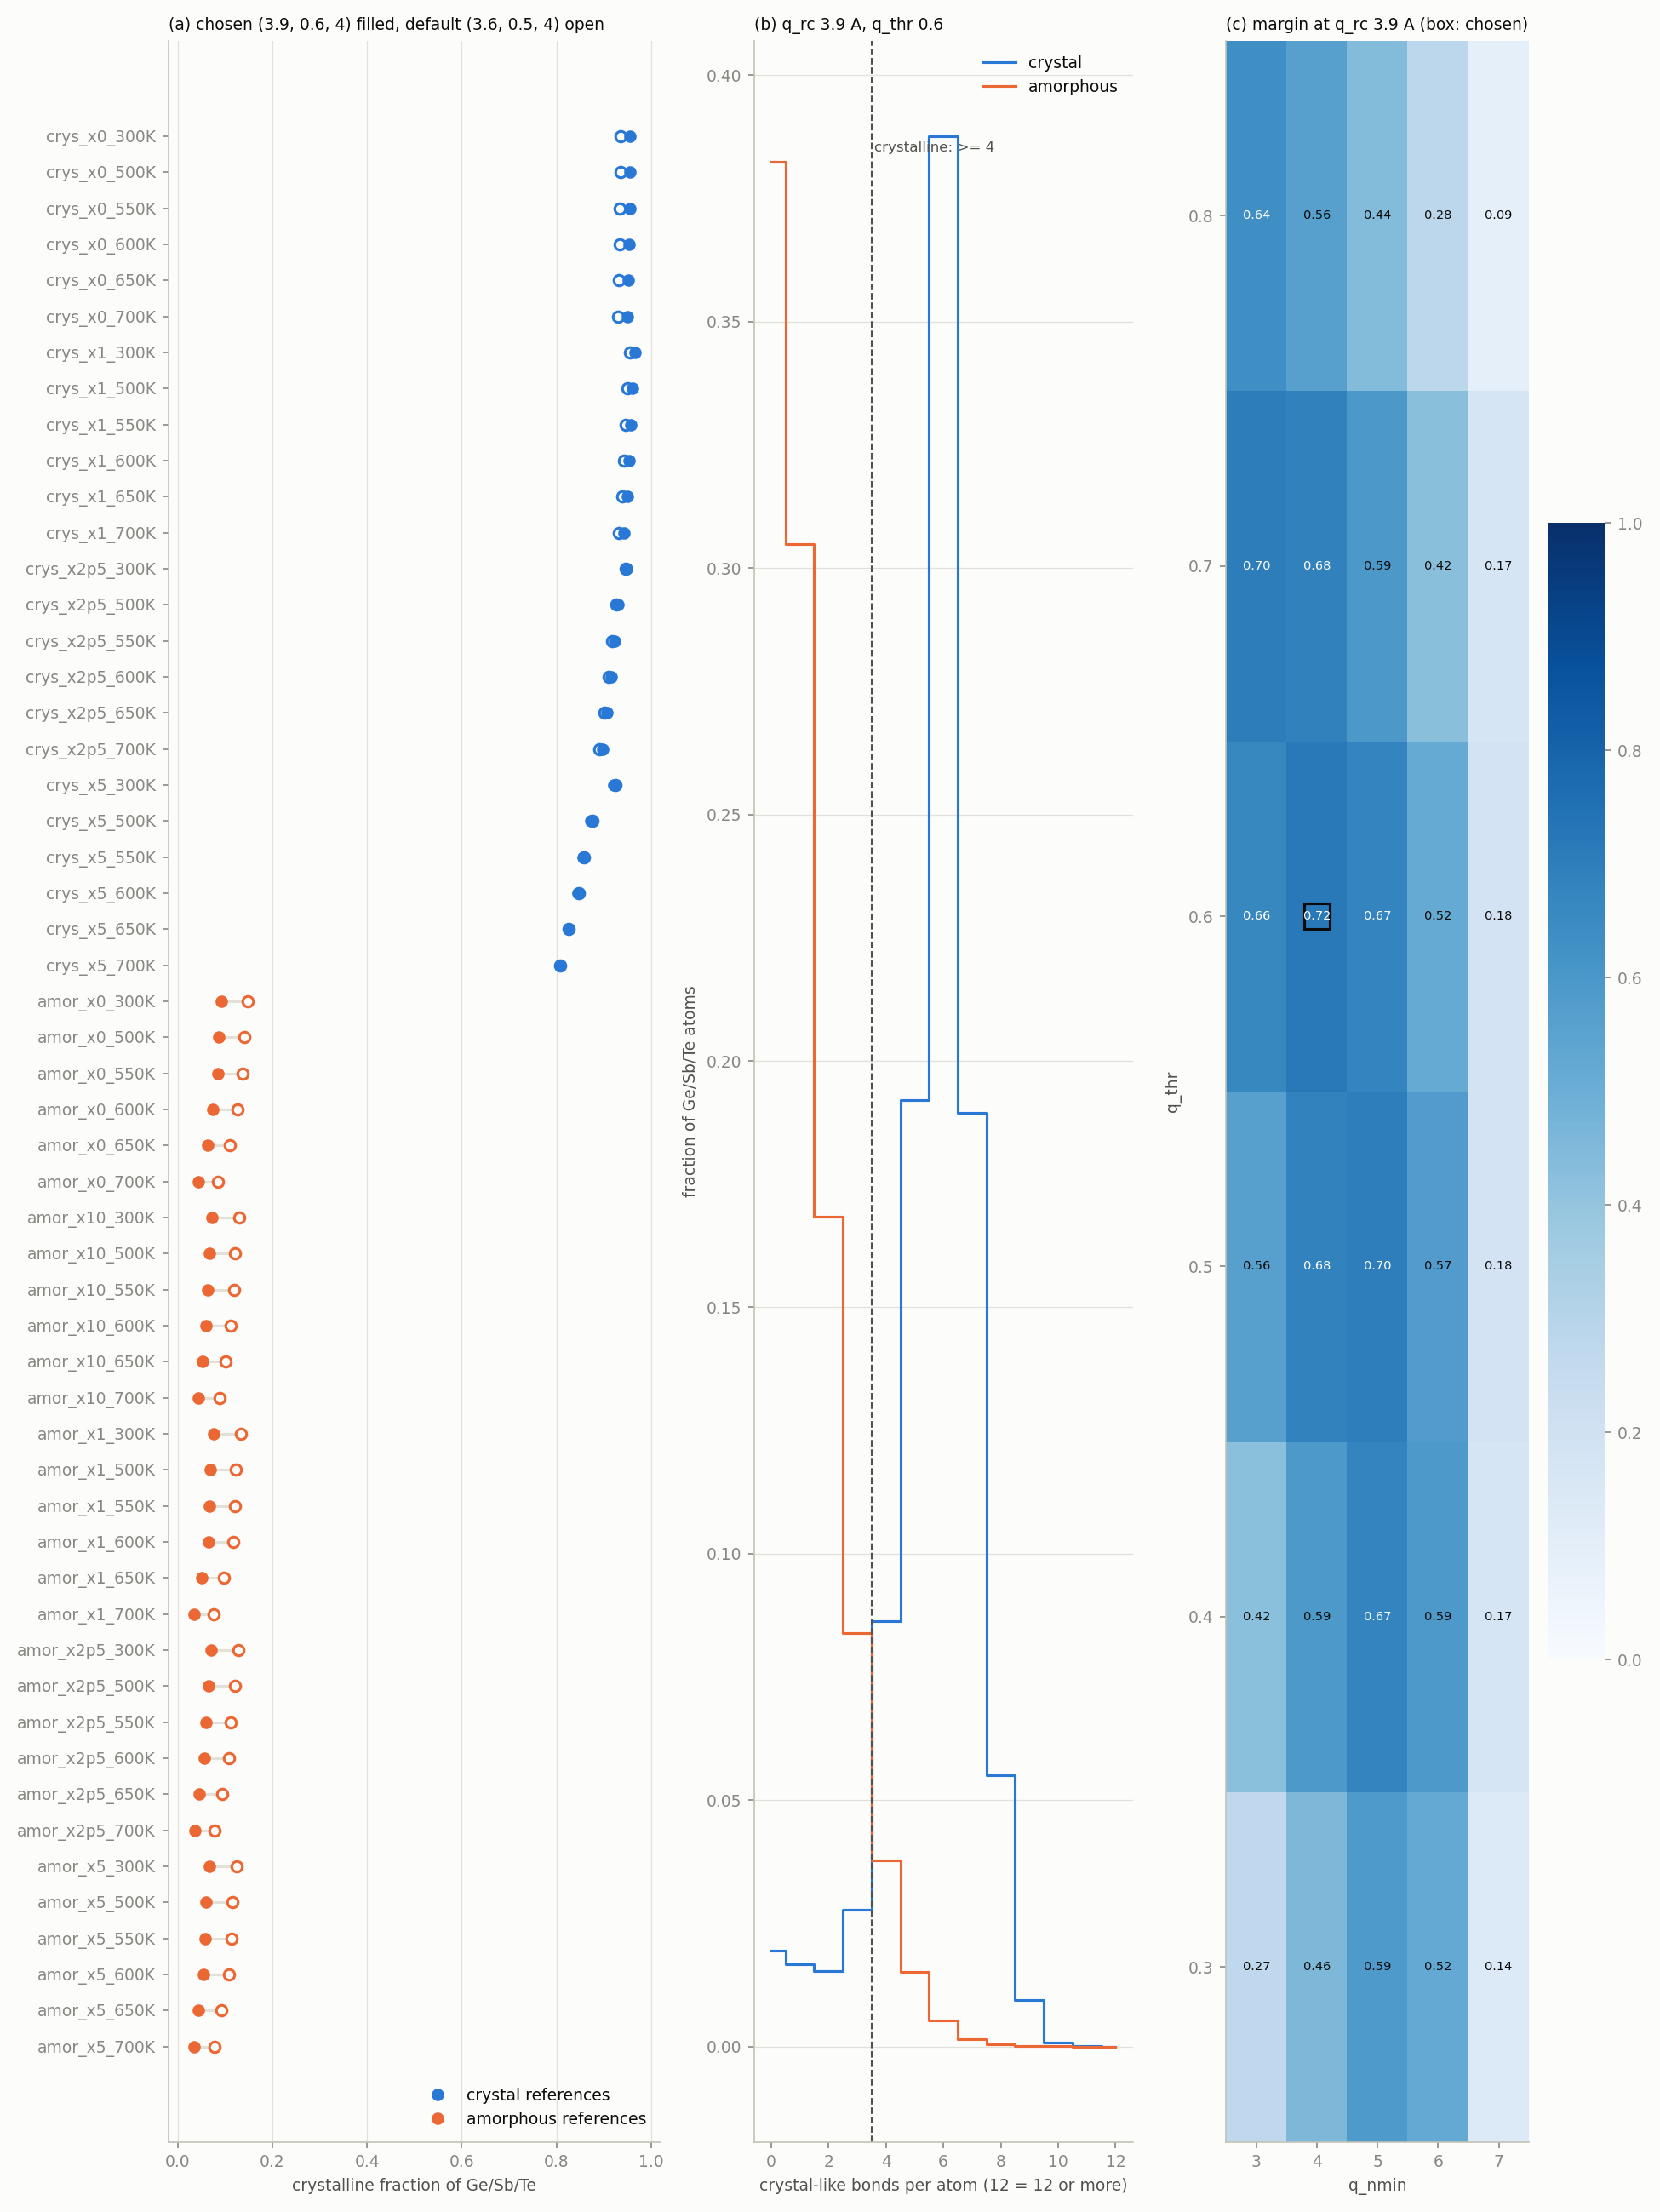 (a) chosen (3.9, 0.6, 4) filled, default (3.6, 0.5, 4) open
crys_x0_300K
crys_x0_500K
crys_x0_550K
crys_x0_600K
crys_x0_650K
crys_x0_700K
crys_x1_300K
crys_x1_500K
crys_x1_550K
crys_x1_600K
crys_x1_650K
crys_x1_700K
crys_x2p5_300K
crys_x2p5_500K
crys_x2p5_550K
crys_x2p5_600K
crys_x2p5_650K
crys_x2p5_700K
crys_x5_300K
crys_x5_500K
crys_x5_550K
crys_x5_600K
crys_x5_650K
crys_x5_700K
amor_x0_300K
amor_x0_500K
amor_x0_550K
amor_x0_600K
amor_x0_650K
amor_x0_700K
amor_x10_300K
amor_x10_500K
amor_x10_550K
amor_x10_600K
amor_x10_650K
amor_x10_700K
amor_x1_300K
amor_x1_500K
amor_x1_550K
amor_x1_600K
amor_x1_650K
amor_x1_700K
amor_x2p5_300K
amor_x2p5_500K
amor_x2p5_550K
amor_x2p5_600K
amor_x2p5_650K
amor_x2p5_700K
amor_x5_300K
amor_x5_500K
amor_x5_550K
amor_x5_600K
amor_x5_650K
amor_x5_700K
crystal references
amorphous references
0.0 0.2 0.4 0.6 0.8 1.0
crystalline fraction of Ge/Sb/Te
(b) q_rc 3.9 A, q_thr 0.6
crystal
amorphous
crystalline: >= 4
0.40
0.35
0.30
0.25
0.20
0.15
0.10
0.05
0.00
fraction of Ge/Sb/Te atoms
0 2 4 6 8 10 12
crystal-like bonds per atom (12 = 12 or more)
(c) margin at q_rc 3.9 A (box: chosen)
0.8 0.64 0.56 0.44 0.28 0.09
0.7 0.70 0.68 0.59 0.42 0.17
0.6 0.66 0.72 0.67 0.52 0.18
0.5 0.56 0.68 0.70 0.57 0.18
0.4 0.42 0.59 0.67 0.59 0.17
0.3 0.27 0.46 0.59 0.52 0.14
q_thr
3 4 5 6 7
q_nmin
1.0
0.8
0.6
0.4
0.2
0.0